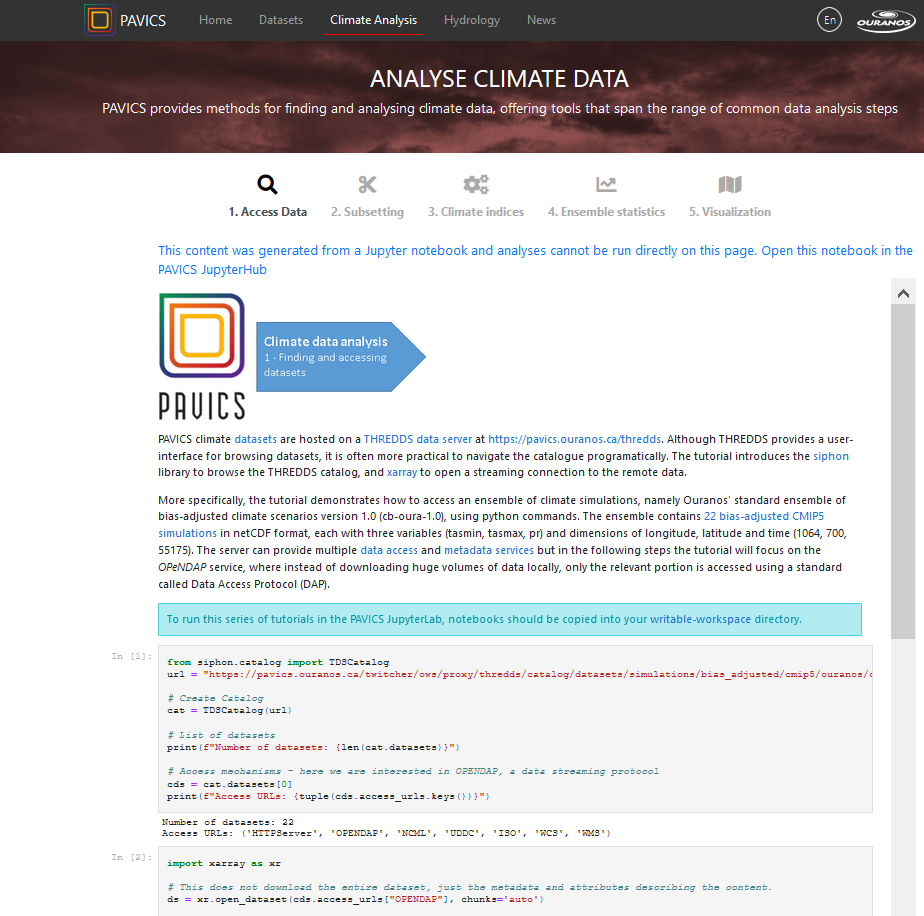 PAVICS Home Datasets Climate Analysis Hydrology News En OURANOS
ANALYSE CLIMATE DATA
PAVICS provides methods for finding and analysing climate data, offering tools that span the range of common data analysis steps
1. Access Data 2. Subsetting 3. Climate indices 4. Ensemble statistics 5. Visualization
This content was generated from a Jupyter notebook and analyses cannot be run directly on this page. Open this notebook in the
PAVICS JupyterHub
Climate data analysis
1 - Finding and accessing
datasets
PAVICS
PAVICS climate datasets are hosted on a THREDDS data server at https://pavics.ouranos.ca/thredds. Although THREDDS provides a user-
interface for browsing datasets, it is often more practical to navigate the catalogue programatically. The tutorial introduces the siphon
library to browse the THREDDS catalog, and xarray to open a streaming connection to the remote data.
More specifically, the tutorial demonstrates how to access an ensemble of climate simulations, namely Ouranos' standard ensemble of
bias-adjusted climate scenarios version 1.0 (cb-oura-1.0), using python commands. The ensemble contains 22 bias-adjusted CMIP5
simulations in netCDF format, each with three variables (tasmin, tasmax, pr) and dimensions of longitude, latitude and time (1064, 700,
55175). The server can provide multiple data access and metadata services but in the following steps the tutorial will focus on the
OPeNDAP service, where instead of downloading huge volumes of data locally, only the relevant portion is accessed using a standard
called Data Access Protocol (DAP).
To run this series of tutorials in the PAVICS JupyterLab, notebooks should be copied into your writable-workspace directory.
In [1]:
from siphon.catalog import TDSCatalog
url = "https://pavics.ouranos.ca/twitcher/ows/proxy/thredds/catalog/datasets/simulations/bias_adjusted/cmip5/ouranos/c
# Create Catalog
cat = TDSCatalog(url)
# List of datasets
print(f"Number of datasets: {len(cat.datasets)}")
# Access mechanisms - here we are interested in OPENDAP, a data streaming protocol
cds = cat.datasets[0]
print(f"Access URLs: {tuple(cds.access_urls.keys())}")
Number of datasets: 22
Access URLs: ('HTTPServer', 'OPENDAP', 'NCML', 'UDDC', 'ISO', 'WCS', 'WMS')
In [2]:
import xarray as xr
# This does not download the entire dataset, just the metadata and attributes describing the content.
ds = xr.open_dataset(cds.access_urls["OPENDAP"], chunks='auto')